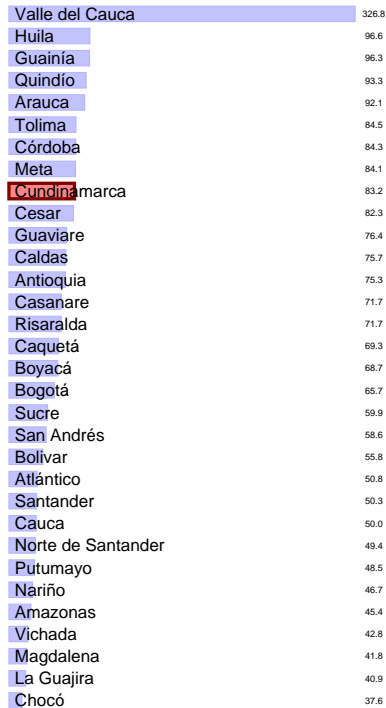 Valle del Cauca 326.8
Huila 96.6
Guainía 96.3
Quindío 93.3
Arauca 92.1
Tolima 84.5
Córdoba 84.3
Meta 84.1
Cundinamarca 83.2
Cesar 82.3
Guaviare 76.4
Caldas 75.7
Antioquia 75.3
Casanare 71.7
Risaralda 71.7
Caquetá 69.3
Boyacá 68.7
Bogotá 65.7
Sucre 59.9
San Andrés 58.6
Bolivar 55.8
Atlántico 50.8
Santander 50.3
Cauca 50.0
Norte de Santander 49.4
Putumayo 48.5
Nariño 46.7
Amazonas 45.4
Vichada 42.8
Magdalena 41.8
La Guajira 40.9
Chocó 37.6